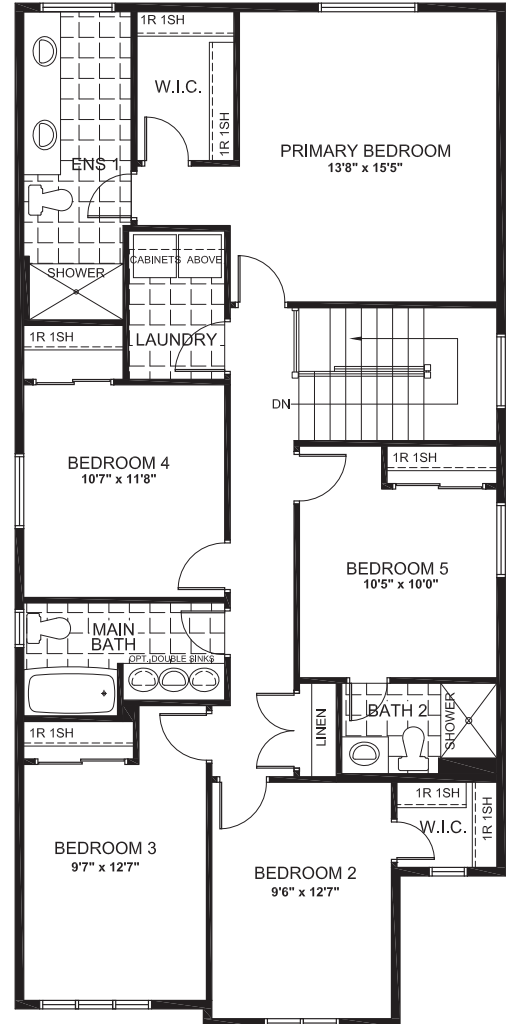 1R 1SH
W.I.C.
1R 1SH
ENS 1
PRIMARY BEDROOM
13'8" x 15'5"
CABINETS ABOVE
SHOWER
LAUNDRY
1R 1SH
DN
BEDROOM 4
10'7" x 11'8"
1R 1SH
BEDROOM 5
10'5" x 10'0"
MAIN
BATH
OPT. DOUBLE SINKS
BATH 2
SHOWER
LINEN
1R 1SH
BEDROOM 3
9'7" x 12'7"
BEDROOM 2
9'6" x 12'7"
1R 1SH
W.I.C.
1R 1SH